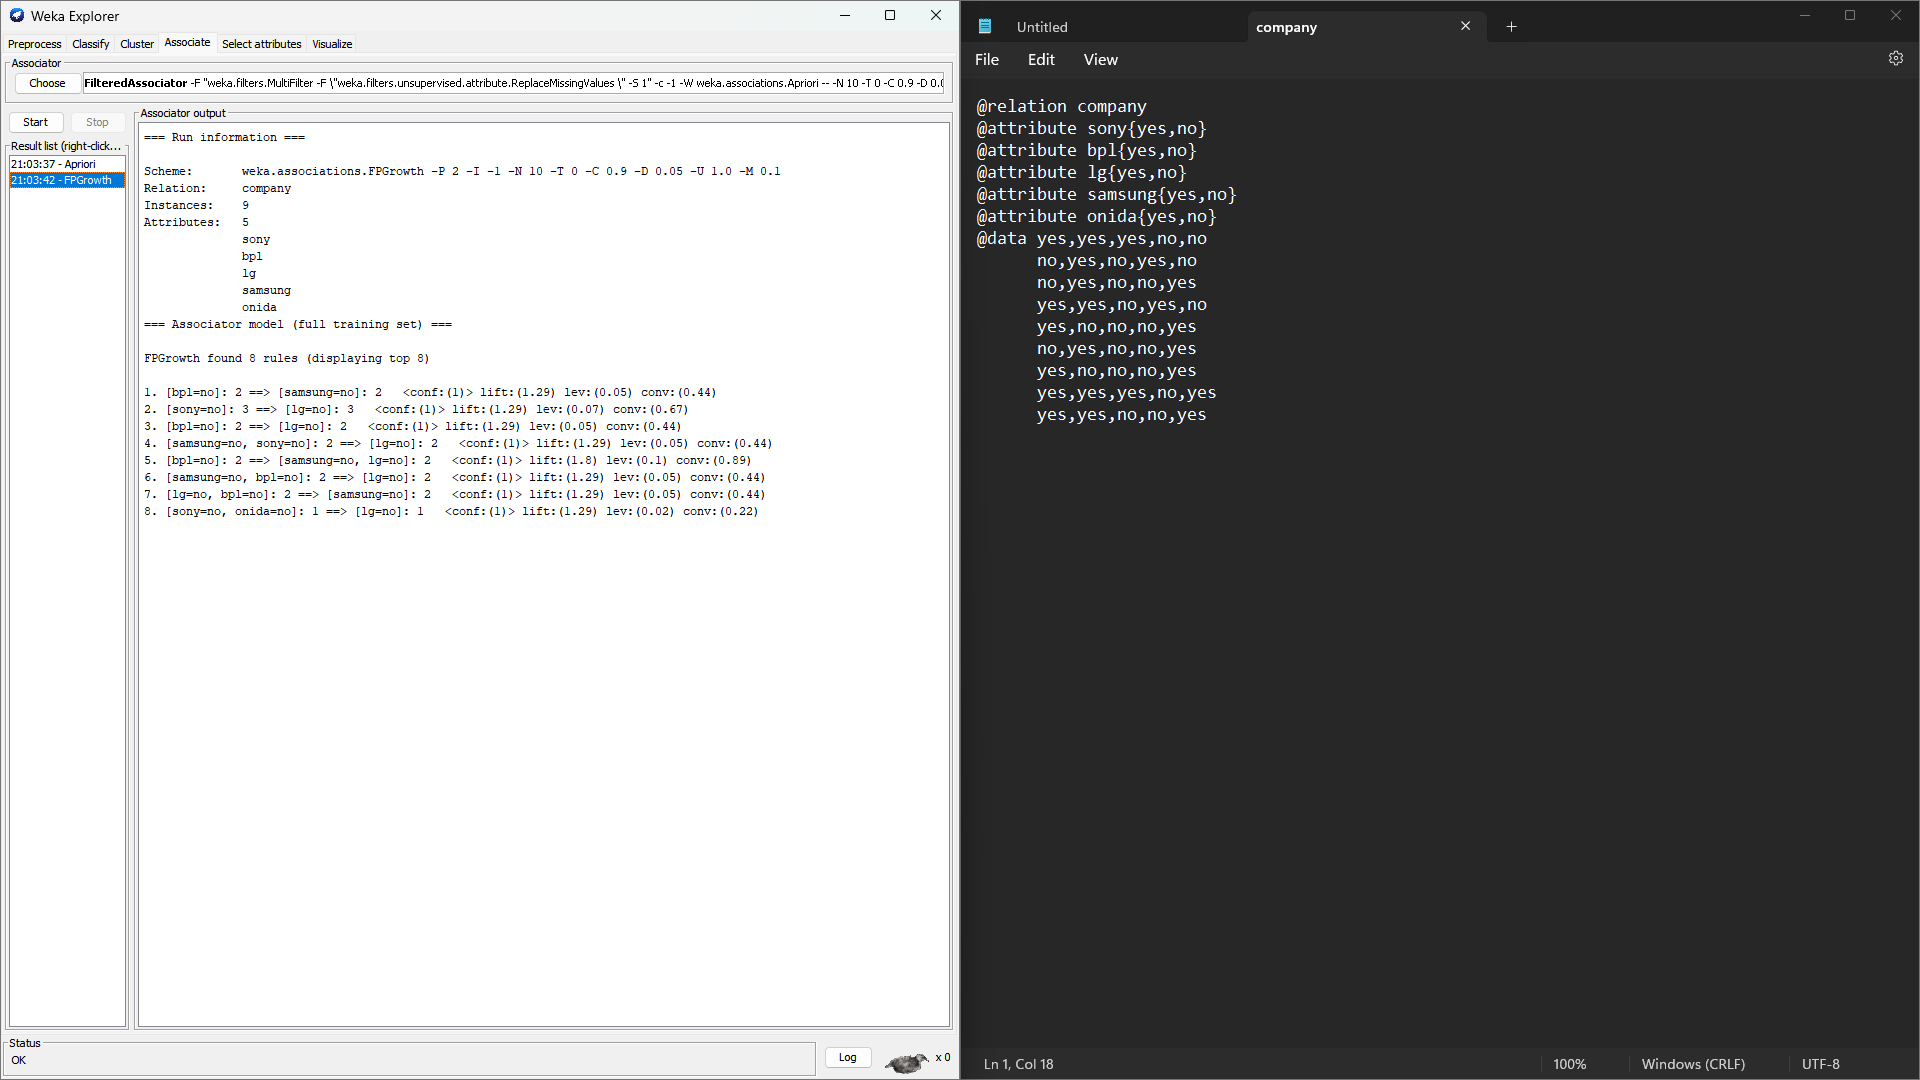 Weka Explorer
Preprocess Classify Cluster Associate Select attributes Visualize
Associator
Choose FilteredAssociator -F "weka.filters.MultiFilter -F \"weka.filters.unsupervised.attribute.ReplaceMissingValues \" -S 1" -c -1 -W weka.associations.Apriori -- -N 10 -T 0 -C 0.9 -D 0.0
Start Stop
Result list (right-click...
21:03:37 - Apriori
21:03:42 - FPGrowth
Associator output
=== Run information ===
Scheme: weka.associations.FPGrowth -P 2 -I -1 -N 10 -T 0 -C 0.9 -D 0.05 -U 1.0 -M 0.1
Relation: company
Instances: 9
Attributes: 5
sony
bpl
lg
samsung
onida
=== Associator model (full training set) ===
FPGrowth found 8 rules (displaying top 8)
1. [bpl=no]: 2 ==> [samsung=no]: 2 <conf:(1)> lift:(1.29) lev:(0.05) conv:(0.44)
2. [sony=no]: 3 ==> [lg=no]: 3 <conf:(1)> lift:(1.29) lev:(0.07) conv:(0.67)
3. [bpl=no]: 2 ==> [lg=no]: 2 <conf:(1)> lift:(1.29) lev:(0.05) conv:(0.44)
4. [samsung=no, sony=no]: 2 ==> [lg=no]: 2 <conf:(1)> lift:(1.29) lev:(0.05) conv:(0.44)
5. [bpl=no]: 2 ==> [samsung=no, lg=no]: 2 <conf:(1)> lift:(1.8) lev:(0.1) conv:(0.89)
6. [samsung=no, bpl=no]: 2 ==> [lg=no]: 2 <conf:(1)> lift:(1.29) lev:(0.05) conv:(0.44)
7. [lg=no, bpl=no]: 2 ==> [samsung=no]: 2 <conf:(1)> lift:(1.29) lev:(0.05) conv:(0.44)
8. [sony=no, onida=no]: 1 ==> [lg=no]: 1 <conf:(1)> lift:(1.29) lev:(0.02) conv:(0.22)
Status
OK
Log
x 0
Untitled company
File Edit View
@relation company
@attribute sony{yes,no}
@attribute bpl{yes,no}
@attribute lg{yes,no}
@attribute samsung{yes,no}
@attribute onida{yes,no}
@data yes,yes,yes,no,no
no,yes,no,yes,no
no,yes,no,no,yes
yes,yes,no,yes,no
yes,no,no,no,yes
no,yes,no,no,yes
yes,no,no,no,yes
yes,yes,yes,no,yes
yes,yes,no,no,yes
Ln 1, Col 18 100% Windows (CRLF) UTF-8